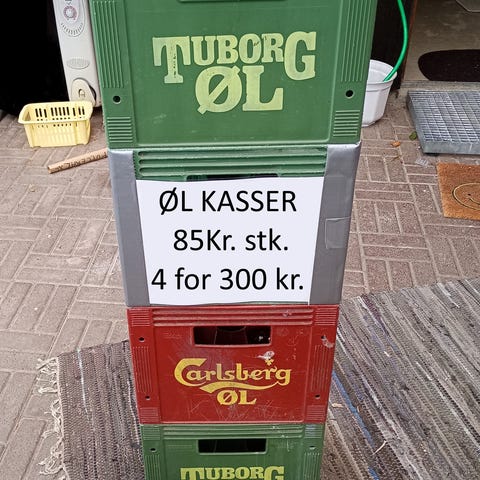 TUBORG
ØL
ØL KASSER
85Kr. stk.
4 for 300 kr.
Carlsberg
ØL
TUBORG